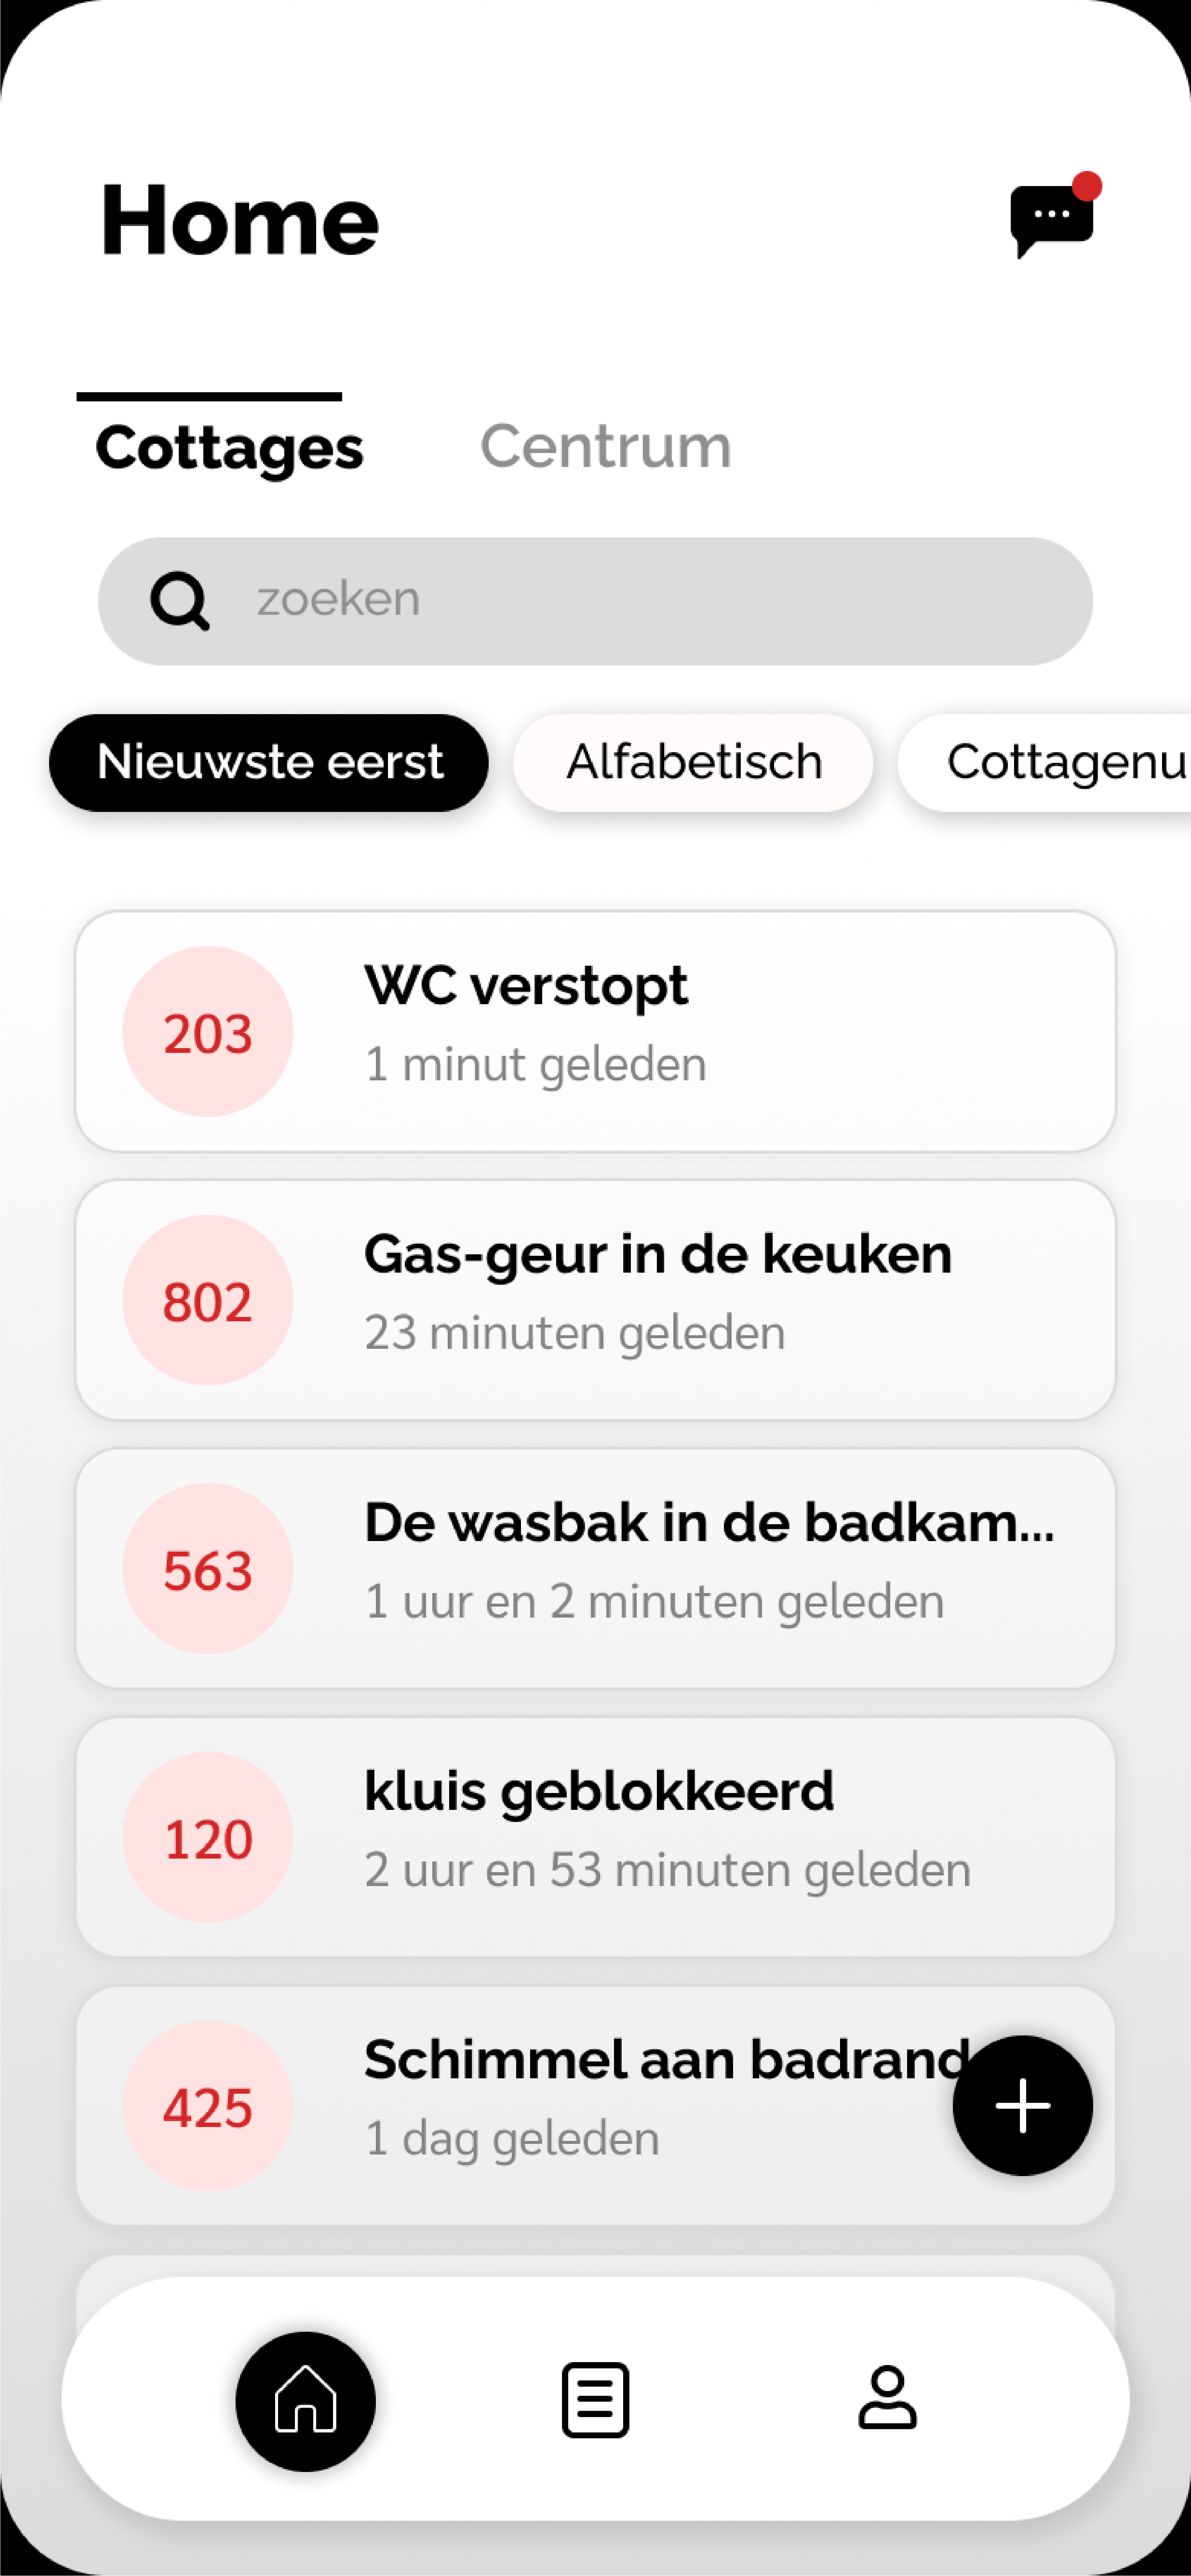 Home
Cottages Centrum
zoeken
Nieuwste eerst Alfabetisch Cottagenu
203
WC verstopt
1 minut geleden
802
Gas-geur in de keuken
23 minuten geleden
563
De wasbak in de badkam...
1 uur en 2 minuten geleden
120
kluis geblokkeerd
2 uur en 53 minuten geleden
425
Schimmel aan badrand
1 dag geleden